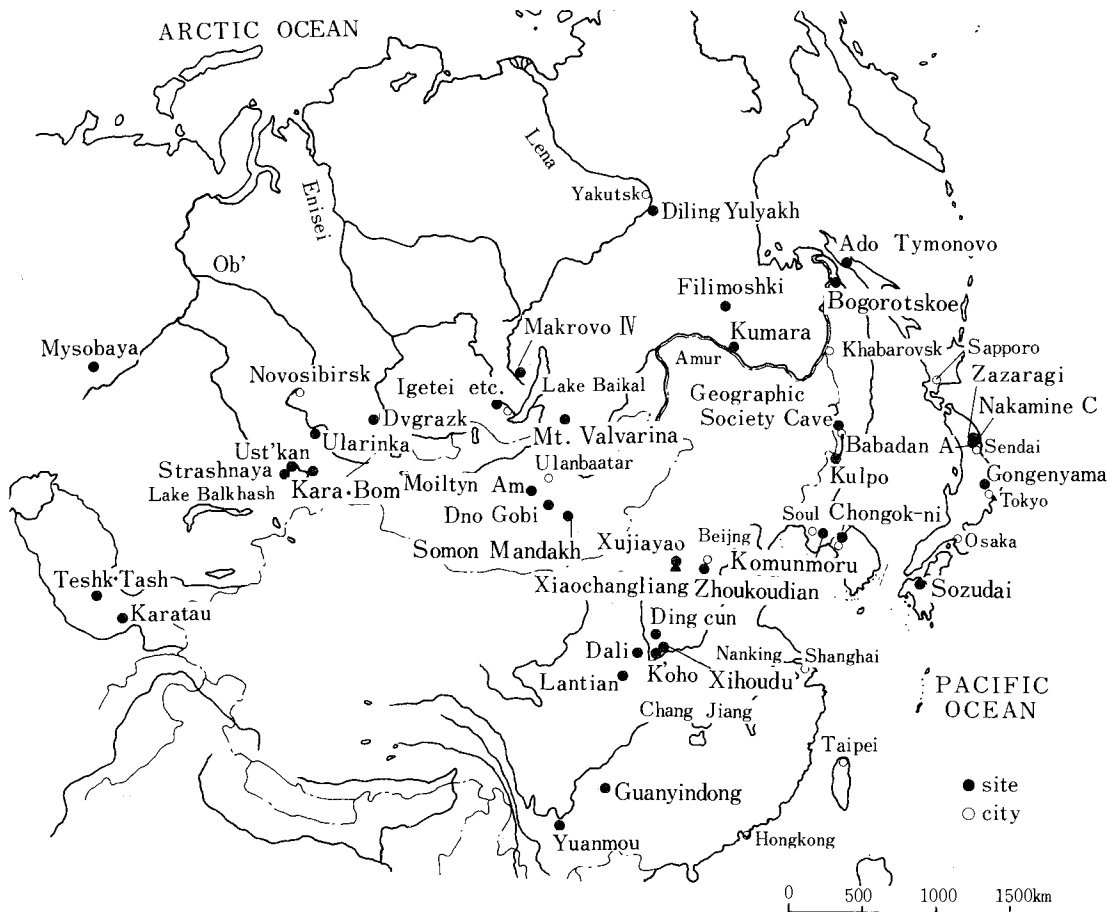 ARCTIC OCEAN
Lena
Yakutsk
Diling Yulyakh
Enisei
Ob'
Ado Tymonovo
Bogorotskoe
Filimoshki
Kumara
Makrovo IV
Mysobaya
Amur
Khabarovsk
Sapporo
Zazaragi
Novosibirsk
Igetei etc.
Lake Baikal
Geographic
Society Cave
Nakamine C
Dvgrazk
Mt. Valvarina
Babadan A
Sendai
Ularinka
Ust'kan
Ulanbaatar
Kulpo
Strashnaya
Gongenyama
Lake Balkhash
Kara·Bom
Moiltyn Am
Tokyo
Dno Gobi
Soul
Chongok-ni
Somon Mandakh
Xujiayao
Beijng
Osaka
Komunmoru
Teshk·Tash
Xiaochangliang
Zhoukoudian
Sozudai
Karatau
Ding cun
Dali
K'oho
Nanking
Shanghai
Lantian
Xihoudu
PACIFIC
OCEAN
Chang Jiang
Taipei
Guanyindong
site
city
Yuanmou
Hongkong
0 500 1000 1500km